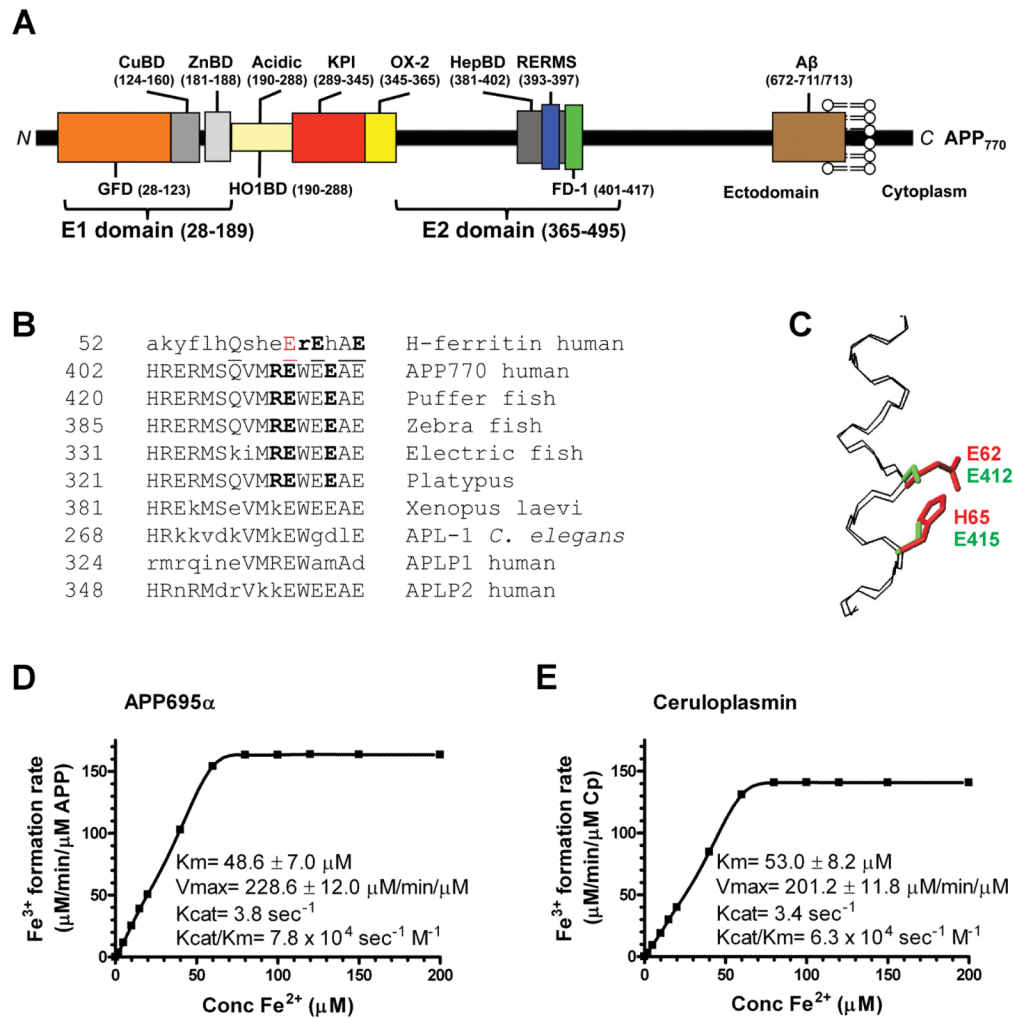 A
CuBD ZnBD Acidic KPI OX-2 HepBD RERMS Aβ
(124-160) (181-188) (190-288) (289-345) (345-365) (381-402) (393-397) (672-711/713)
N C APP770
GFD (28-123) HO1BD (190-288) FD-1 (401-417) Ectodomain Cytoplasm
E1 domain (28-189) E2 domain (365-495)
B
52 akyflhQsheErEhAE H-ferritin human
402 HRERMSQVMREWEEAE APP770 human
420 HRERMSQVMREWEEAE Puffer fish
385 HRERMSQVMREWEEAE Zebra fish
331 HRERMSkiMREWEEAE Electric fish
321 HRERMSQVMREWEEAE Platypus
381 HREkMSeVMkEWEEAE Xenopus laevi
268 HRkkvdkVMkEWgdlE APL-1 C. elegans
324 rmrqineVMREWamAd APLP1 human
348 HRnRMdrVkkEWEEAE APLP2 human
C
E62
E412
H65
E415
D
APP695α
Fe3+ formation rate
(μM/min/μM APP)
150
100
50
0
Km= 48.6 ± 7.0 μM
Vmax= 228.6 ± 12.0 μM/min/μM
Kcat= 3.8 sec-1
Kcat/Km= 7.8 x 10^4 sec-1 M-1
0 50 100 150 200
Conc Fe2+ (μM)
E
Ceruloplasmin
Fe3+ formation rate
(μM/min/μM Cp)
150
100
50
0
Km= 53.0 ± 8.2 μM
Vmax= 201.2 ± 11.8 μM/min/μM
Kcat= 3.4 sec-1
Kcat/Km= 6.3 x 10^4 sec-1 M-1
0 50 100 150 200
Conc Fe2+ (μM)